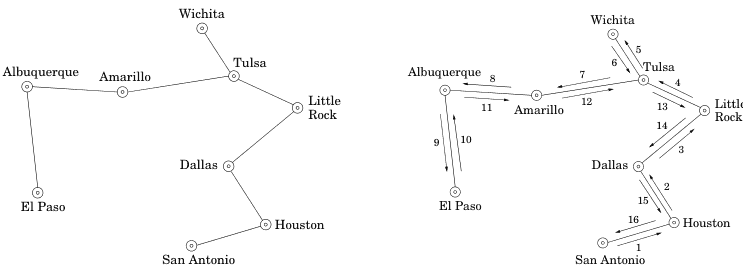 Wichita
Tulsa
Albuquerque
Amarillo
Little
Rock
Dallas
El Paso
Houston
San Antonio
Wichita
5
6
Tulsa
Albuquerque
8
7
4
Little
Rock
11
12
13
Amarillo
14
9
10
3
Dallas
2
El Paso
15
16
Houston
1
San Antonio